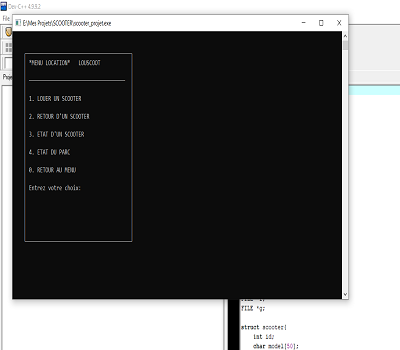 Dev-C++ 4.9.9.2
File
E:\Mes Projets\SCOOTER\scooter_projet.exe
*MENU LOCATION* LOUSCOOT
1. LOUER UN SCOOTER
2. RETOUR D'UN SCOOTER
3. ETAT D'UN SCOOTER
4. ETAT DU PARC
0. RETOUR AU MENU
Entrez votre choix:
Proje
FILE *g;
struct scooter{
int id;
char model[50];